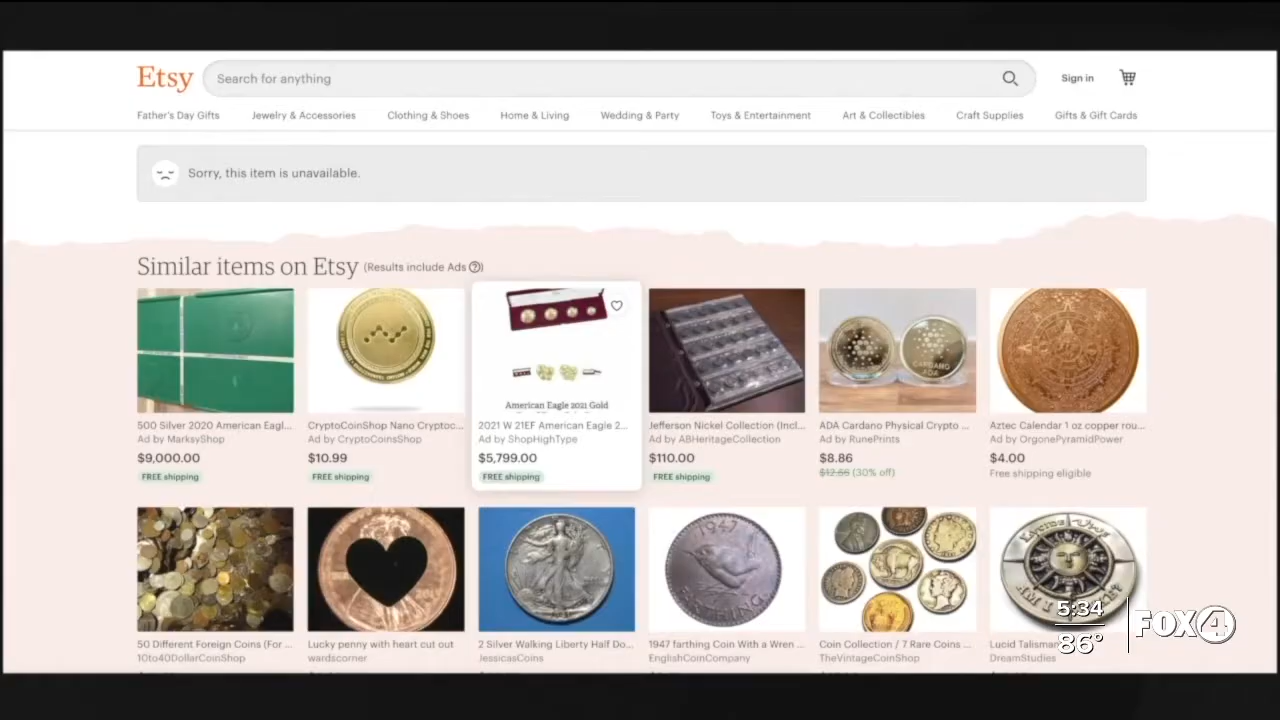 Etsy
Search for anything
Sign in
Father's Day Gifts
Jewelry & Accessories
Clothing & Shoes
Home & Living
Wedding & Party
Toys & Entertainment
Art & Collectibles
Craft Supplies
Gifts & Gift Cards
Sorry, this item is unavailable.
Similar items on Etsy (Results include Ads ?)
American Eagle 2021 Gold
CARDANO
ADA
500 Silver 2020 American Eagl...
Ad by MarksyShop
$9,000.00
FREE shipping
CryptoCoinShop Nano Cryptoc...
Ad by CryptoCoinsShop
$10.99
FREE shipping
2021 W 21EF American Eagle 2...
Ad by ShopHighType
$5,799.00
FREE shipping
Jefferson Nickel Collection (Incl...
Ad by ABHeritageCollection
$110.00
FREE shipping
ADA Cardano Physical Crypto ...
Ad by RunePrints
$8.86
$12.66 (30% off)
Aztec Calendar 1 oz copper rou...
Ad by OrgonePyramidPower
$4.00
Free shipping eligible
1947
FARTHING
50 Different Foreign Coins (For ...
10to40DollarCoinShop
Lucky penny with heart cut out
wardscorner
2 Silver Walking Liberty Half Do...
JessicasCoins
1947 farthing Coin With a Wren ...
EnglishCoinCompany
Coin Collection / 7 Rare Coins ...
TheVintageCoinShop
Lucid Talisman
DreamStudies
5:34
86°
FOX 4